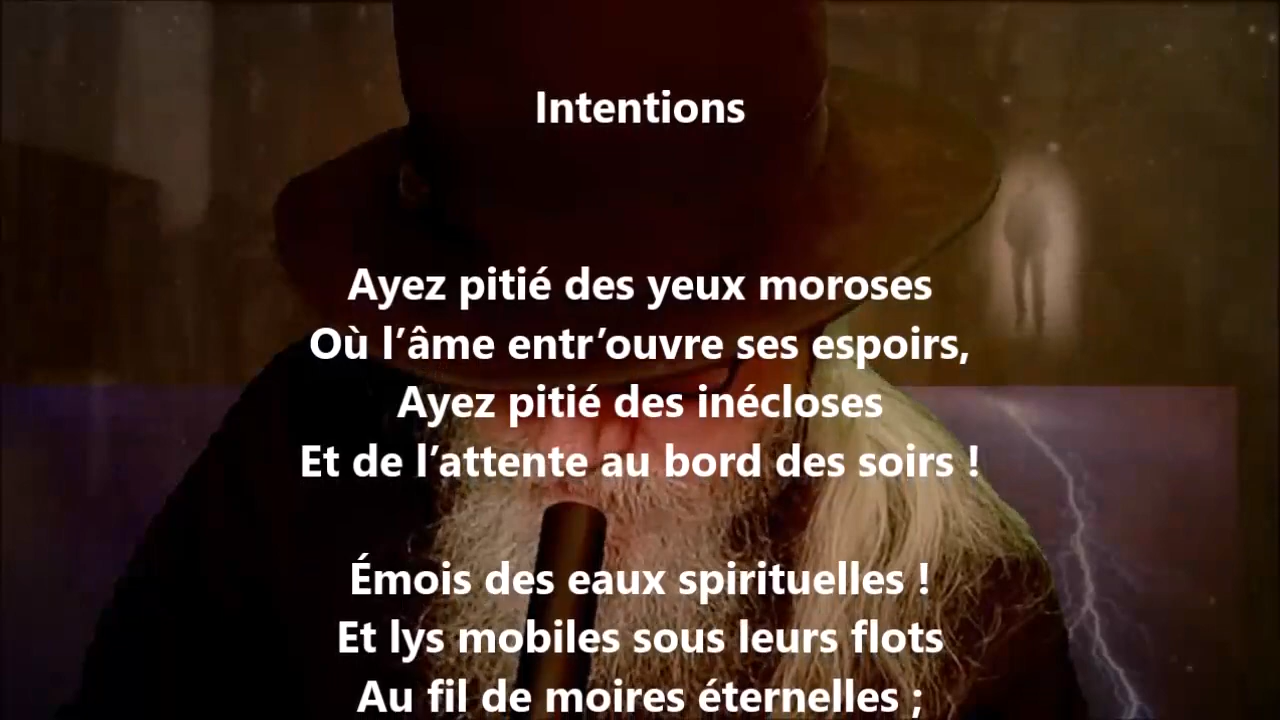 Intentions
Ayez pitié des yeux moroses
Où l’âme entr’ouvre ses espoirs,
Ayez pitié des inécloses
Et de l’attente au bord des soirs !
Émois des eaux spirituelles !
Et lys mobiles sous leurs flots
Au fil de moires éternelles ;